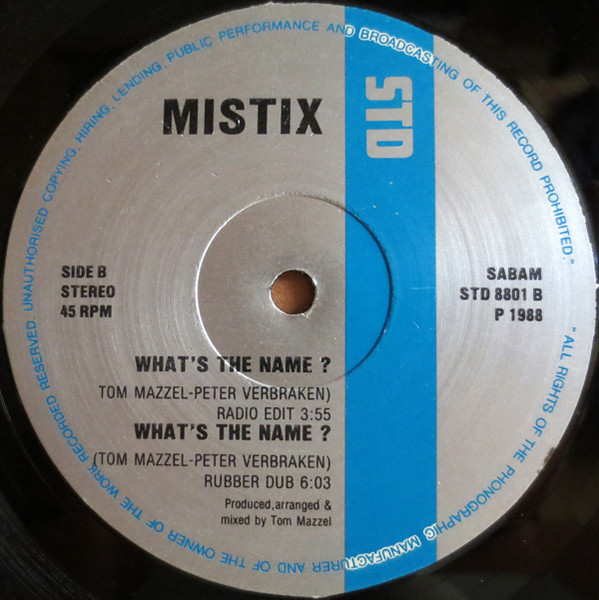 MISTIX
STD
SIDE B
STEREO
45 RPM
SABAM
STD 8801 B
P 1988
WHAT'S THE NAME ?
TOM MAZZEL-PETER VERBRAKEN)
RADIO EDIT 3:55
WHAT'S THE NAME ?
(TOM MAZZEL-PETER VERBRAKEN)
RUBBER DUB 6:03
Produced,arranged &
mixed by Tom Mazzel
"ALL RIGHTS OF THE PHONOGRAPHIC MANUFACTURER AND OF THE OWNER OF THE WORK RECORDED RESERVED. UNAUTHORISED COPYING, HIRING, LENDING, PUBLIC PERFORMANCE AND BROADCASTING OF THIS RECORD PROHIBITED."